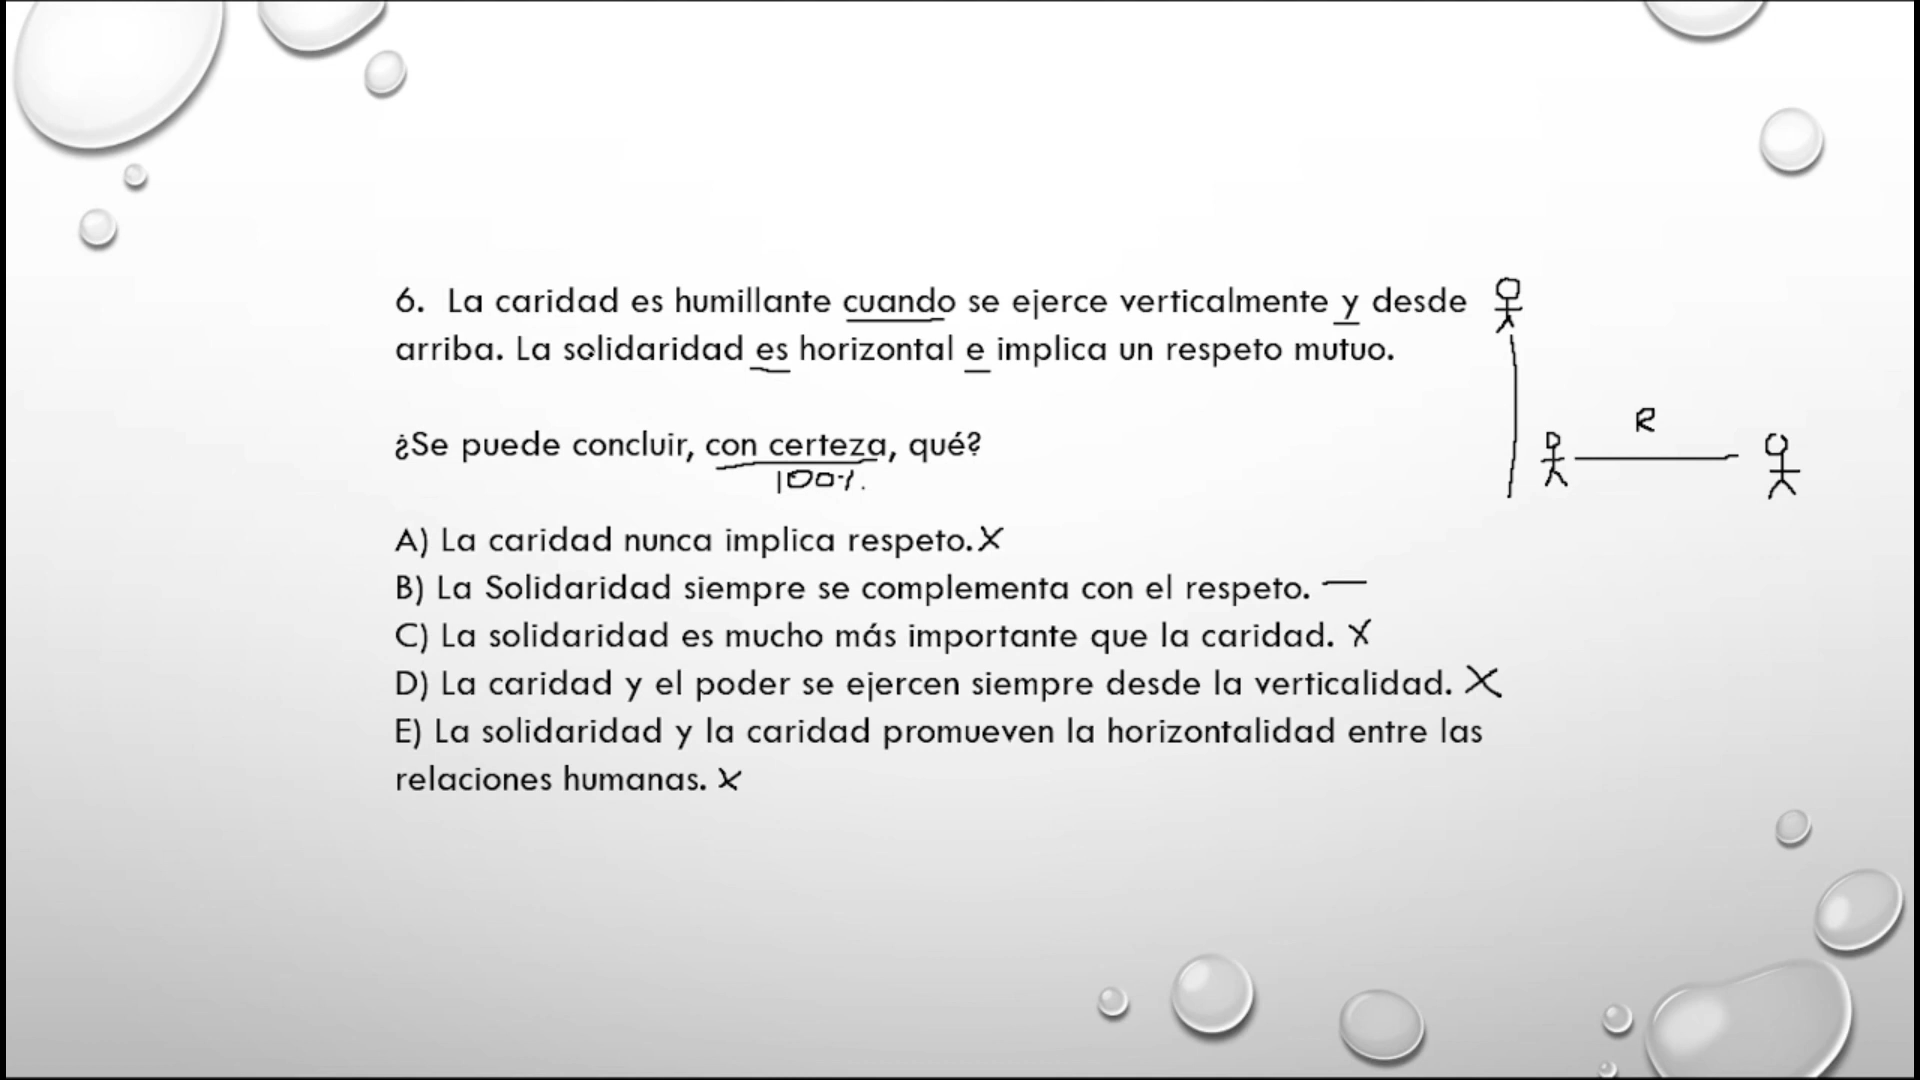 6. La caridad es humillante cuando se ejerce verticalmente y desde
arriba. La solidaridad es horizontal e implica un respeto mutuo.
R
¿Se puede concluir, con certeza, qué?
100%.
A) La caridad nunca implica respeto. X
B) La Solidaridad siempre se complementa con el respeto. —
C) La solidaridad es mucho más importante que la caridad. X
D) La caridad y el poder se ejercen siempre desde la verticalidad. X
E) La solidaridad y la caridad promueven la horizontalidad entre las
relaciones humanas. X